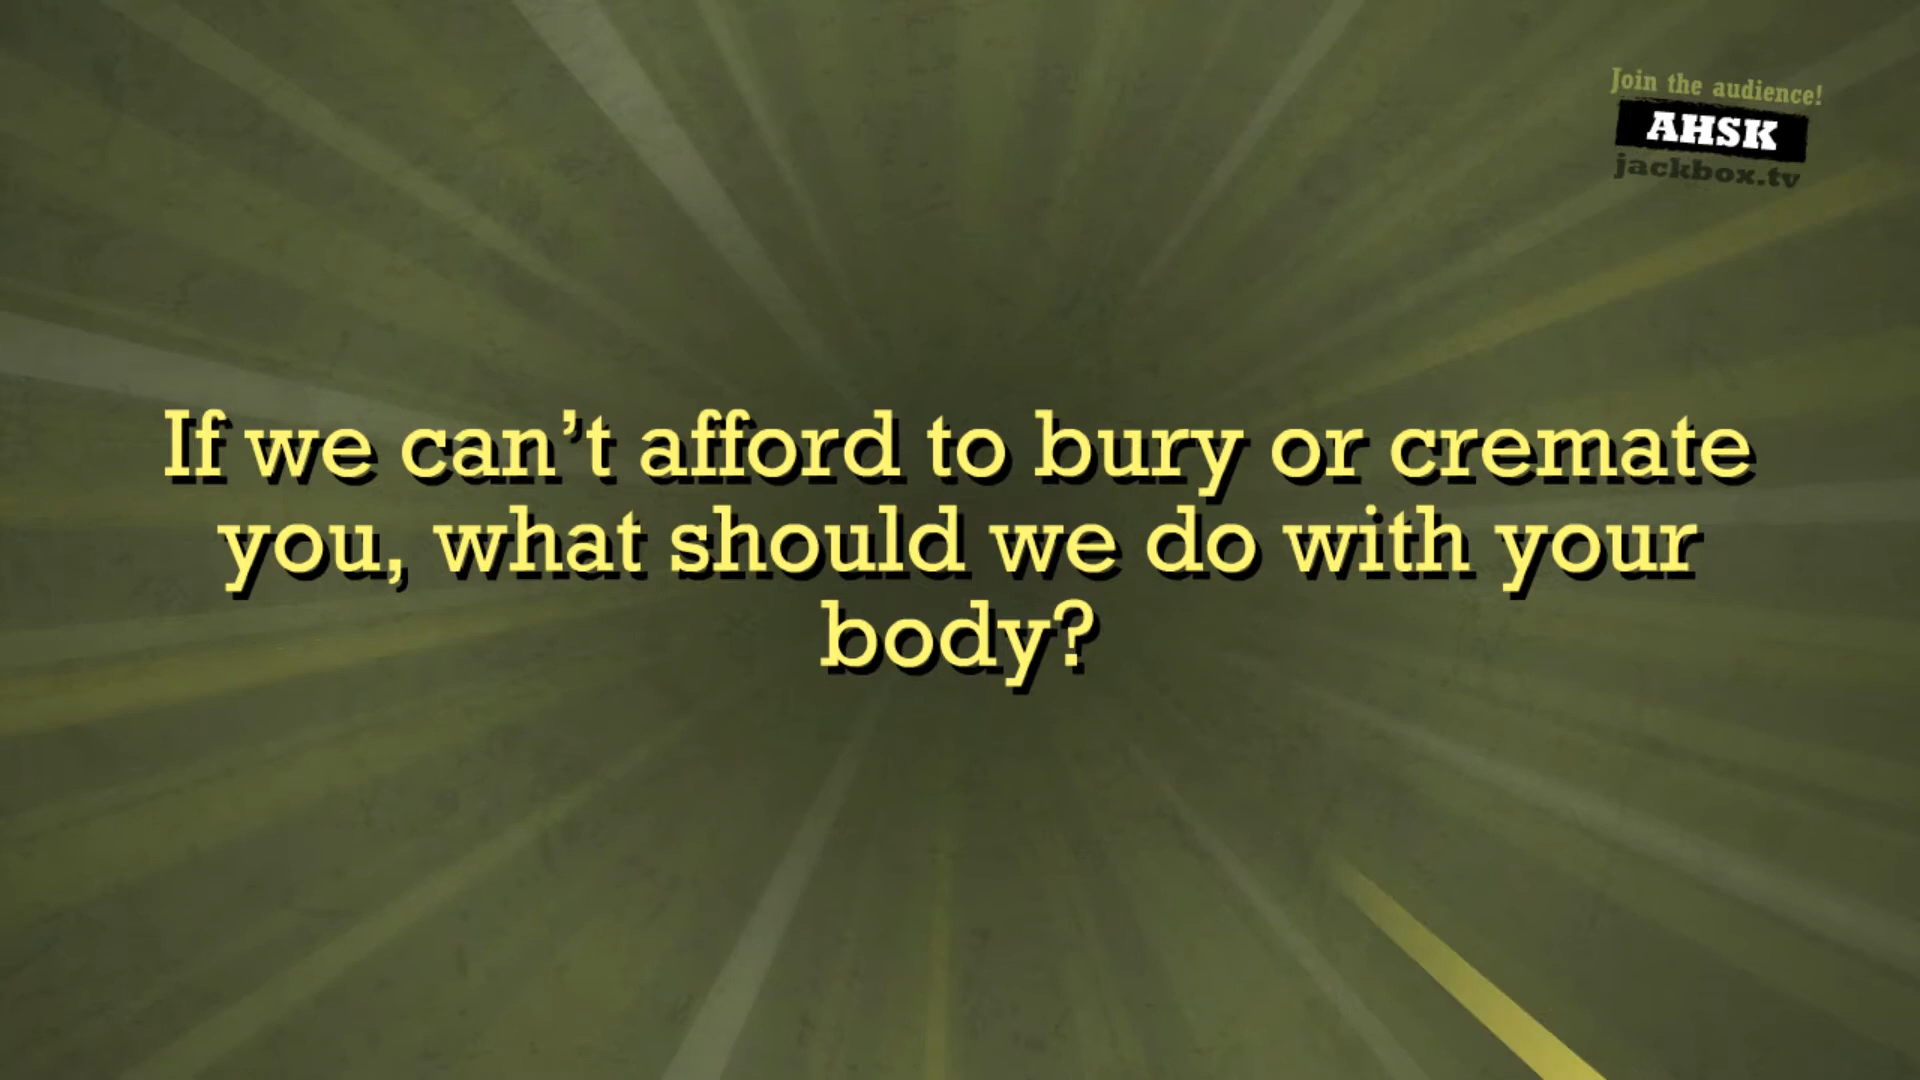 Join the audience!
AHSK
jackbox.tv
If we can’t afford to bury or cremate
you, what should we do with your
body?